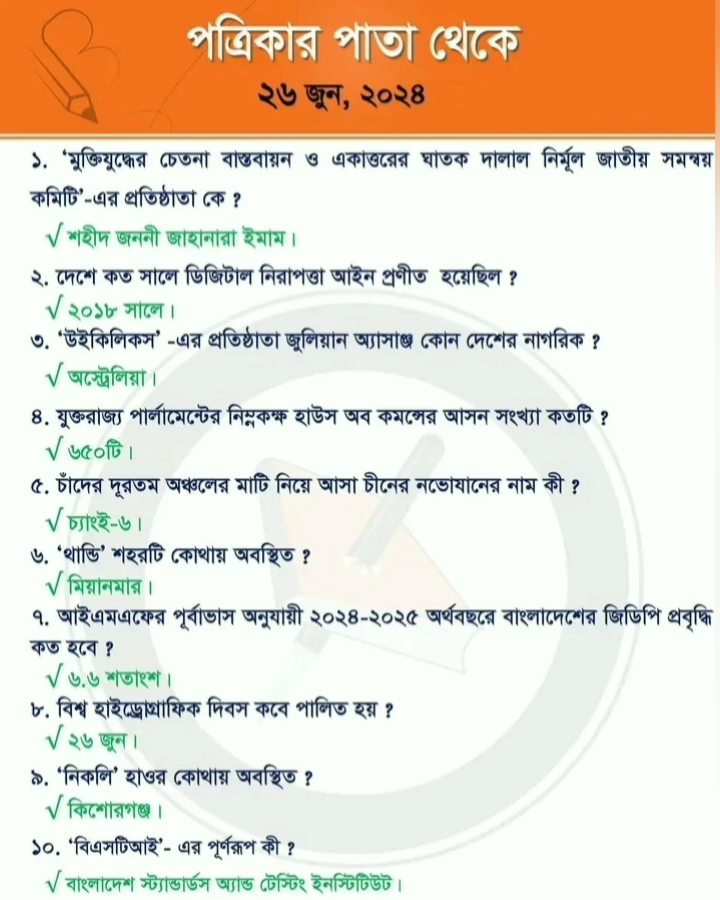 পত্রিকার পাতা থেকে
২৬ জুন, ২০২৪
১. ‘মুক্তিযুদ্ধের চেতনা বাস্তবায়ন ও একাত্তরের ঘাতক দালাল নির্মূল জাতীয় সমন্বয়
কমিটি’-এর প্রতিষ্ঠাতা কে ?
√ শহীদ জননী জাহানারা ইমাম।
২. দেশে কত সালে ডিজিটাল নিরাপত্তা আইন প্রণীত হয়েছিল ?
√ ২০১৮ সালে।
৩. ‘উইকিলিকস’ -এর প্রতিষ্ঠাতা জুলিয়ান অ্যাসাঞ্জ কোন দেশের নাগরিক ?
√ অস্ট্রেলিয়া।
৪. যুক্তরাজ্য পার্লামেন্টের নিম্নকক্ষ হাউস অব কমন্সের আসন সংখ্যা কতটি ?
√ ৬৫০টি।
৫. চাঁদের দূরতম অঞ্চলের মাটি নিয়ে আসা চীনের নভোযানের নাম কী ?
√ চ্যাংই-৬।
৬. ‘থান্ডি’ শহরটি কোথায় অবস্থিত ?
√ মিয়ানমার।
৭. আইএমএফের পূর্বাভাস অনুযায়ী ২০২৪-২০২৫ অর্থবছরে বাংলাদেশের জিডিপি প্রবৃদ্ধি
কত হবে ?
√ ৬.৬ শতাংশ।
৮. বিশ্ব হাইড্রোগ্রাফিক দিবস কবে পালিত হয় ?
√ ২৬ জুন।
৯. ‘নিকলি’ হাওর কোথায় অবস্থিত ?
√ কিশোরগঞ্জ।
১০. ‘বিএসটিআই’- এর পূর্ণরূপ কী ?
√ বাংলাদেশ স্ট্যান্ডার্ডস অ্যান্ড টেস্টিং ইনস্টিটিউট।